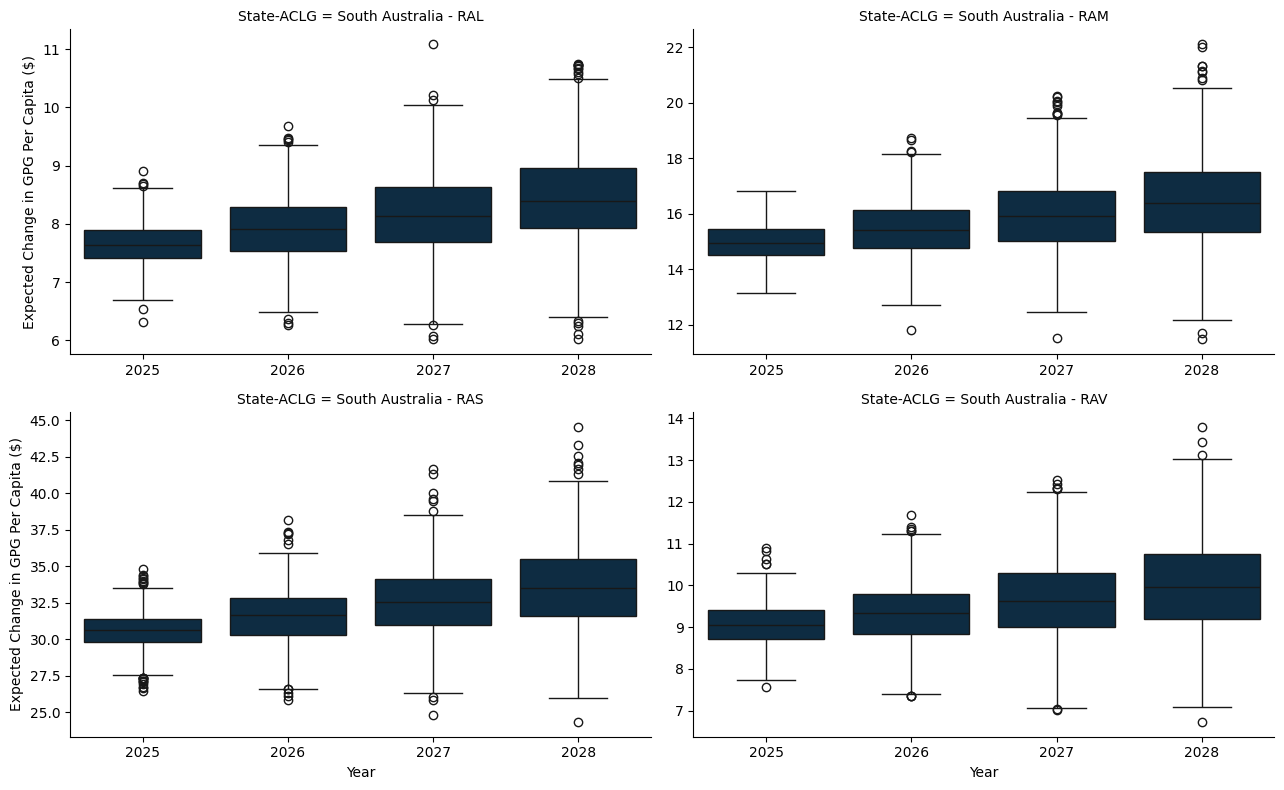 State-ACLG = South Australia - RAL
State-ACLG = South Australia - RAM
Expected Change in GPG Per Capita ($)
11
10
9
8
7
6
2025 2026 2027 2028
22
20
18
16
14
12
2025 2026 2027 2028
State-ACLG = South Australia - RAS
State-ACLG = South Australia - RAV
Expected Change in GPG Per Capita ($)
45.0
42.5
40.0
37.5
35.0
32.5
30.0
27.5
25.0
2025 2026 2027 2028
Year
14
13
12
11
10
9
8
7
2025 2026 2027 2028
Year